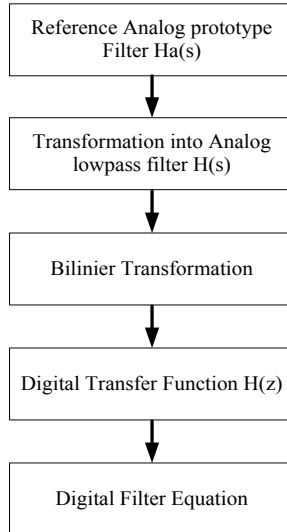 Reference Analog prototype
Filter Ha(s)
Transformation into Analog
lowpass filter H(s)
Bilinier Transformation
Digital Transfer Function H(z)
Digital Filter Equation